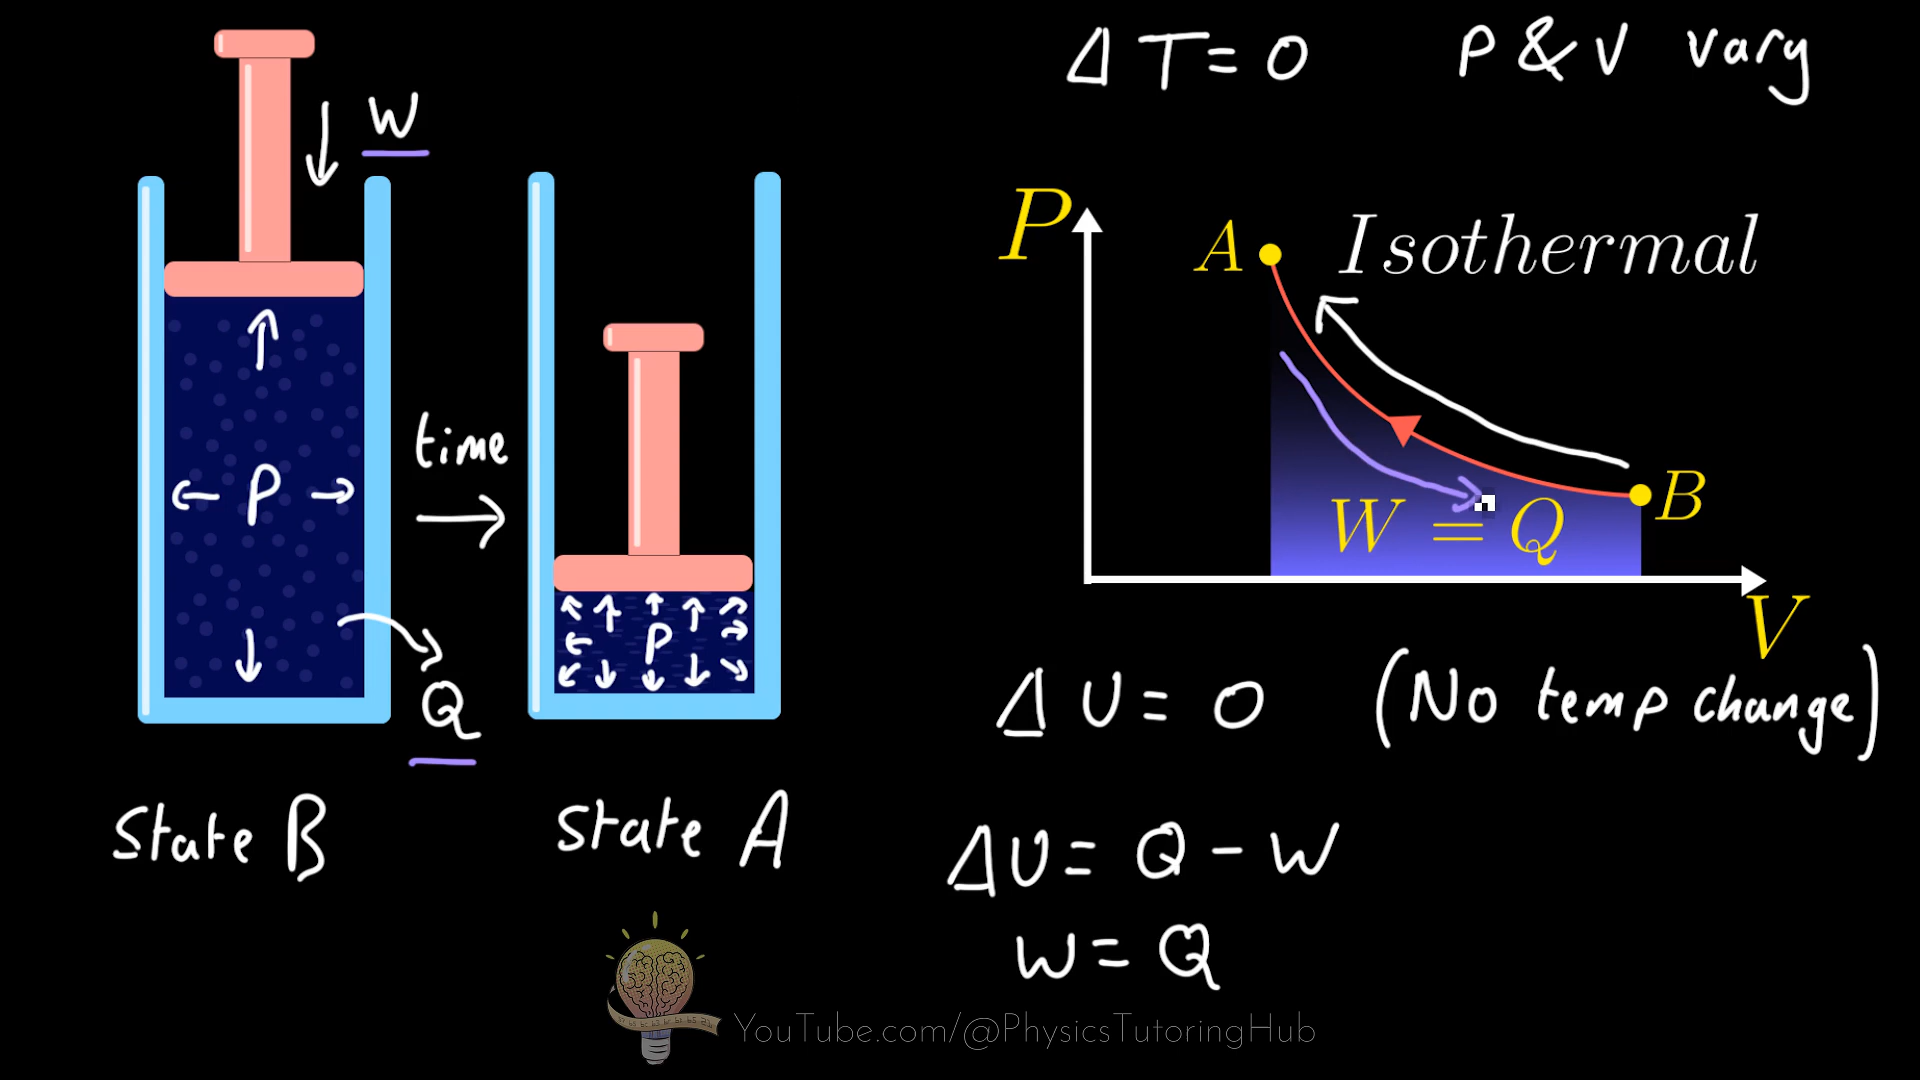 ΔT = 0 P & V vary
W
P
A Isothermal
time
P
B
W = Q
P
V
Q
ΔU = 0 (No temp change)
State B State A
ΔU = Q - W
W = Q
YouTube.com/@PhysicsTutoringHub